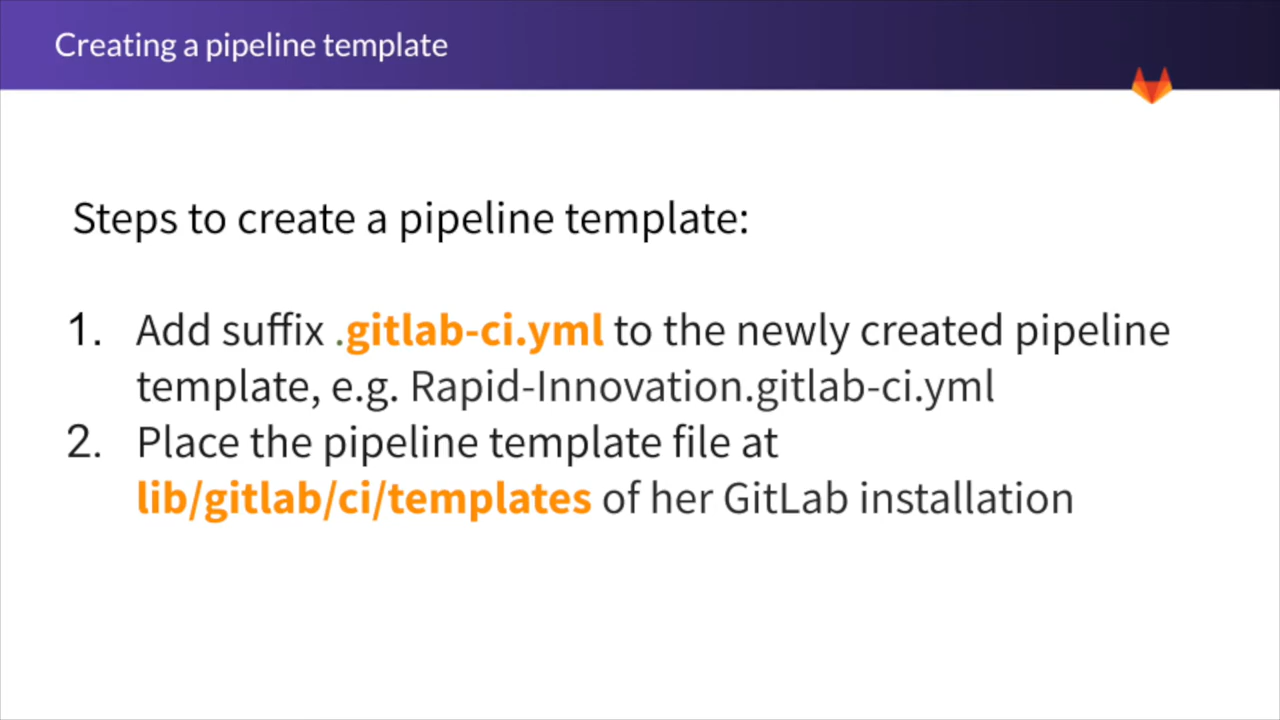 Creating a pipeline template
Steps to create a pipeline template:
1. Add suffix .gitlab-ci.yml to the newly created pipeline
template, e.g. Rapid-Innovation.gitlab-ci.yml
2. Place the pipeline template file at
lib/gitlab/ci/templates of her GitLab installation